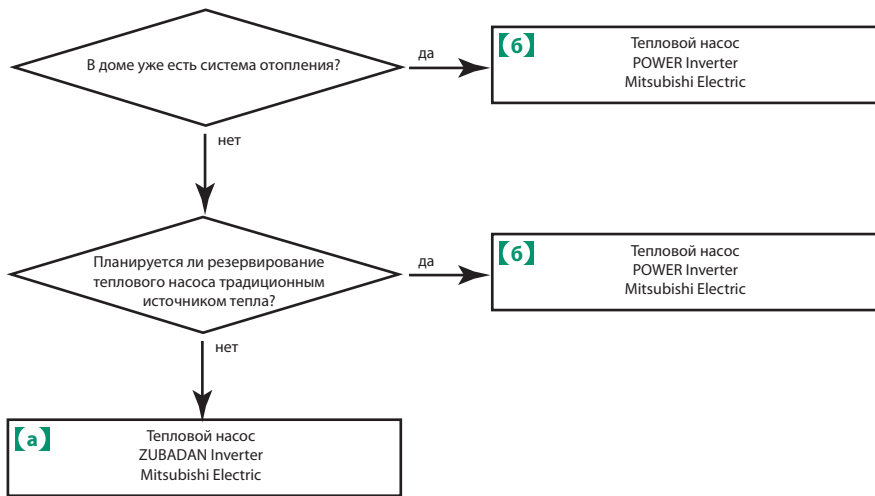 В доме уже есть система отопления?
да
【б】
Тепловой насос
POWER Inverter
Mitsubishi Electric
нет
Планируется ли резервирование
теплового насоса традиционным
источником тепла?
да
【б】
Тепловой насос
POWER Inverter
Mitsubishi Electric
нет
【а】
Тепловой насос
ZUBADAN Inverter
Mitsubishi Electric